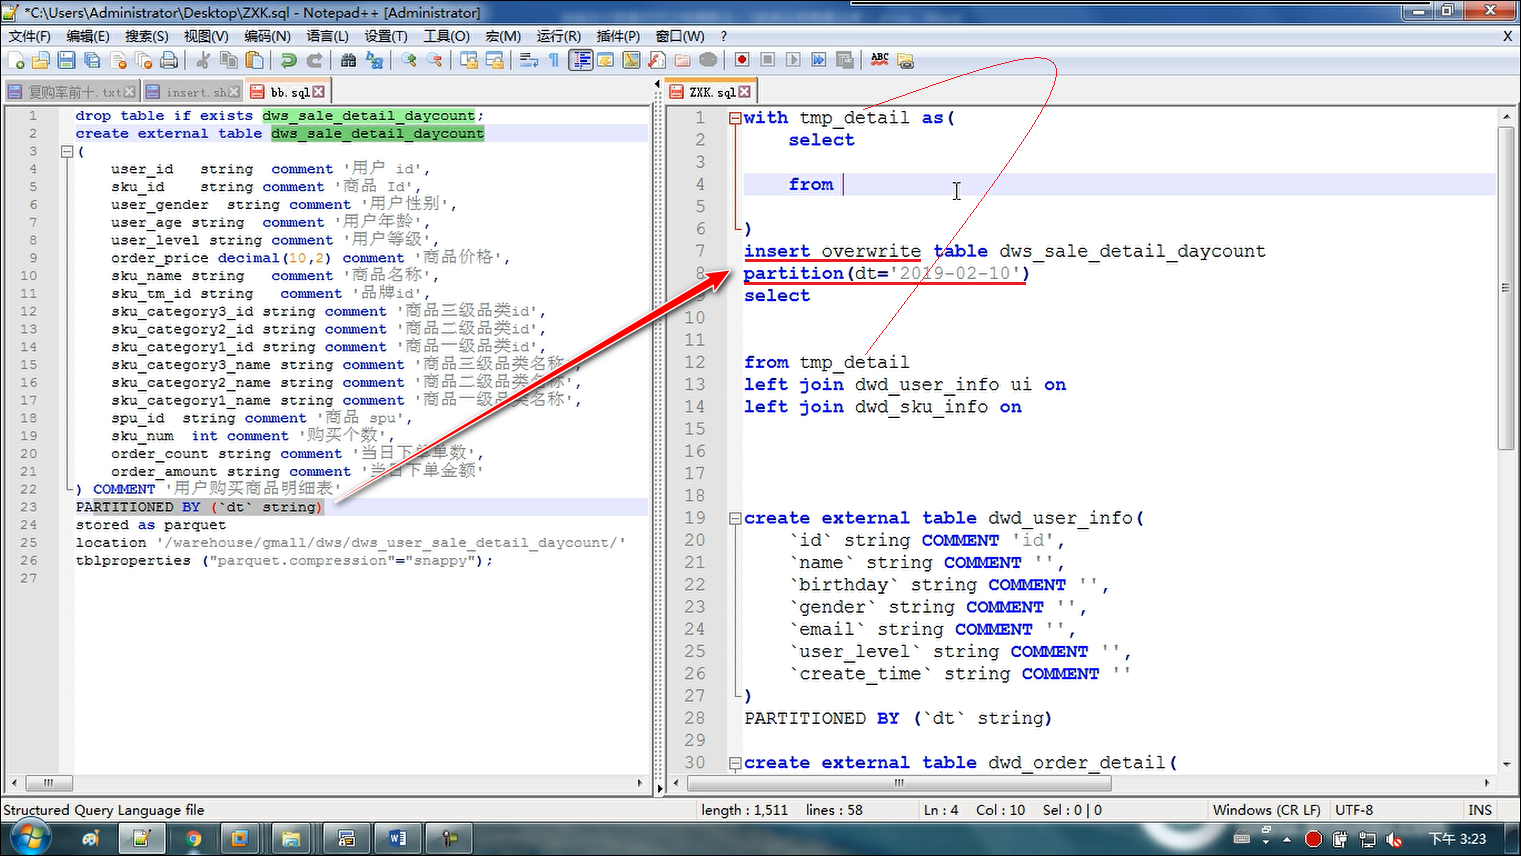 *C:\Users\Administrator\Desktop\ZXK.sql - Notepad++ [Administrator]
文件(F) 编辑(E) 搜索(S) 视图(V) 编码(N) 语言(L) 设置(T) 工具(O) 宏(M) 运行(R) 插件(P) 窗口(W) ? X
复购率前十.txt insert.sh bb.sql
1 drop table if exists dws_sale_detail_daycount;
2 create external table dws_sale_detail_daycount
3 (
4 user_id string comment '用户 id',
5 sku_id string comment '商品 Id',
6 user_gender string comment '用户性别',
7 user_age string comment '用户年龄',
8 user_level string comment '用户等级',
9 order_price decimal(10,2) comment '商品价格',
10 sku_name string comment '商品名称',
11 sku_tm_id string comment '品牌id',
12 sku_category3_id string comment '商品三级品类id',
13 sku_category2_id string comment '商品二级品类id',
14 sku_category1_id string comment '商品一级品类id',
15 sku_category3_name string comment '商品三级品类名称',
16 sku_category2_name string comment '商品二级品类名称',
17 sku_category1_name string comment '商品一级品类名称',
18 spu_id string comment '商品 spu',
19 sku_num int comment '购买个数',
20 order_count string comment '当日下单单数',
21 order_amount string comment '当日下单金额'
22 ) COMMENT '用户购买商品明细表'
23 PARTITIONED BY (`dt` string)
24 stored as parquet
25 location '/warehouse/gmall/dws/dws_user_sale_detail_daycount/'
26 tblproperties ("parquet.compression"="snappy");
27
ZXK.sql
1 with tmp_detail as(
2 select
3
4 from
5
6 )
7 insert overwrite table dws_sale_detail_daycount
8 partition(dt='2019-02-10')
9 select
10
11
12 from tmp_detail
13 left join dwd_user_info ui on
14 left join dwd_sku_info on
15
16
17
18
19 create external table dwd_user_info(
20 `id` string COMMENT 'id',
21 `name` string COMMENT '',
22 `birthday` string COMMENT '',
23 `gender` string COMMENT '',
24 `email` string COMMENT '',
25 `user_level` string COMMENT '',
26 `create_time` string COMMENT ''
27 )
28 PARTITIONED BY (`dt` string)
29
30 create external table dwd_order_detail(
Structured Query Language file length : 1,511 lines : 58 Ln : 4 Col : 10 Sel : 0 | 0 Windows (CR LF) UTF-8 INS
下午 3:23